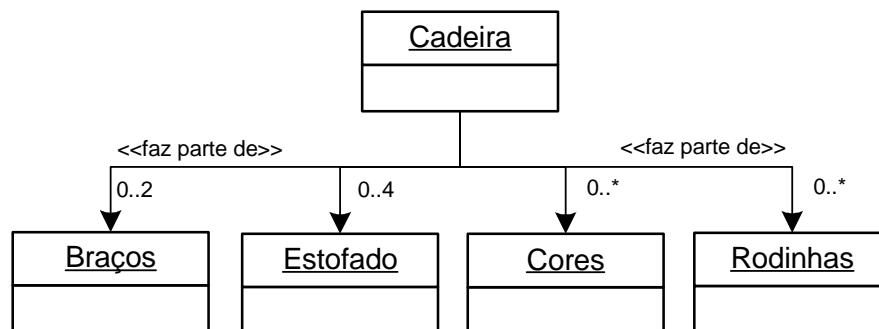 Cadeira
<<faz parte de>> <<faz parte de>>
0..2 0..4 0..* 0..*
Braços Estofado Cores Rodinhas